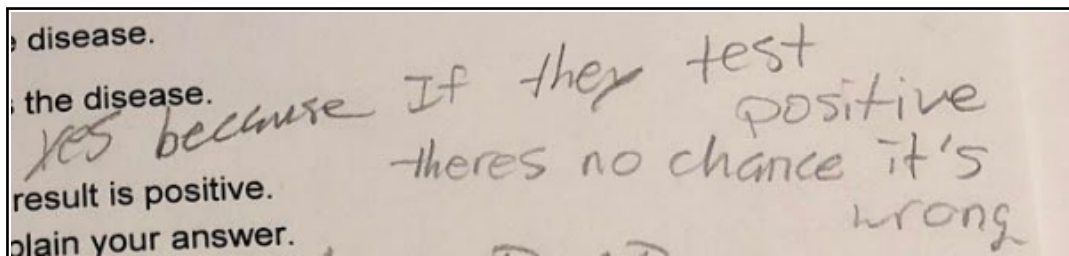 disease.
the disease.
yes because If they test
positive
theres no chance it's
wrong
result is positive.
plain your answer.